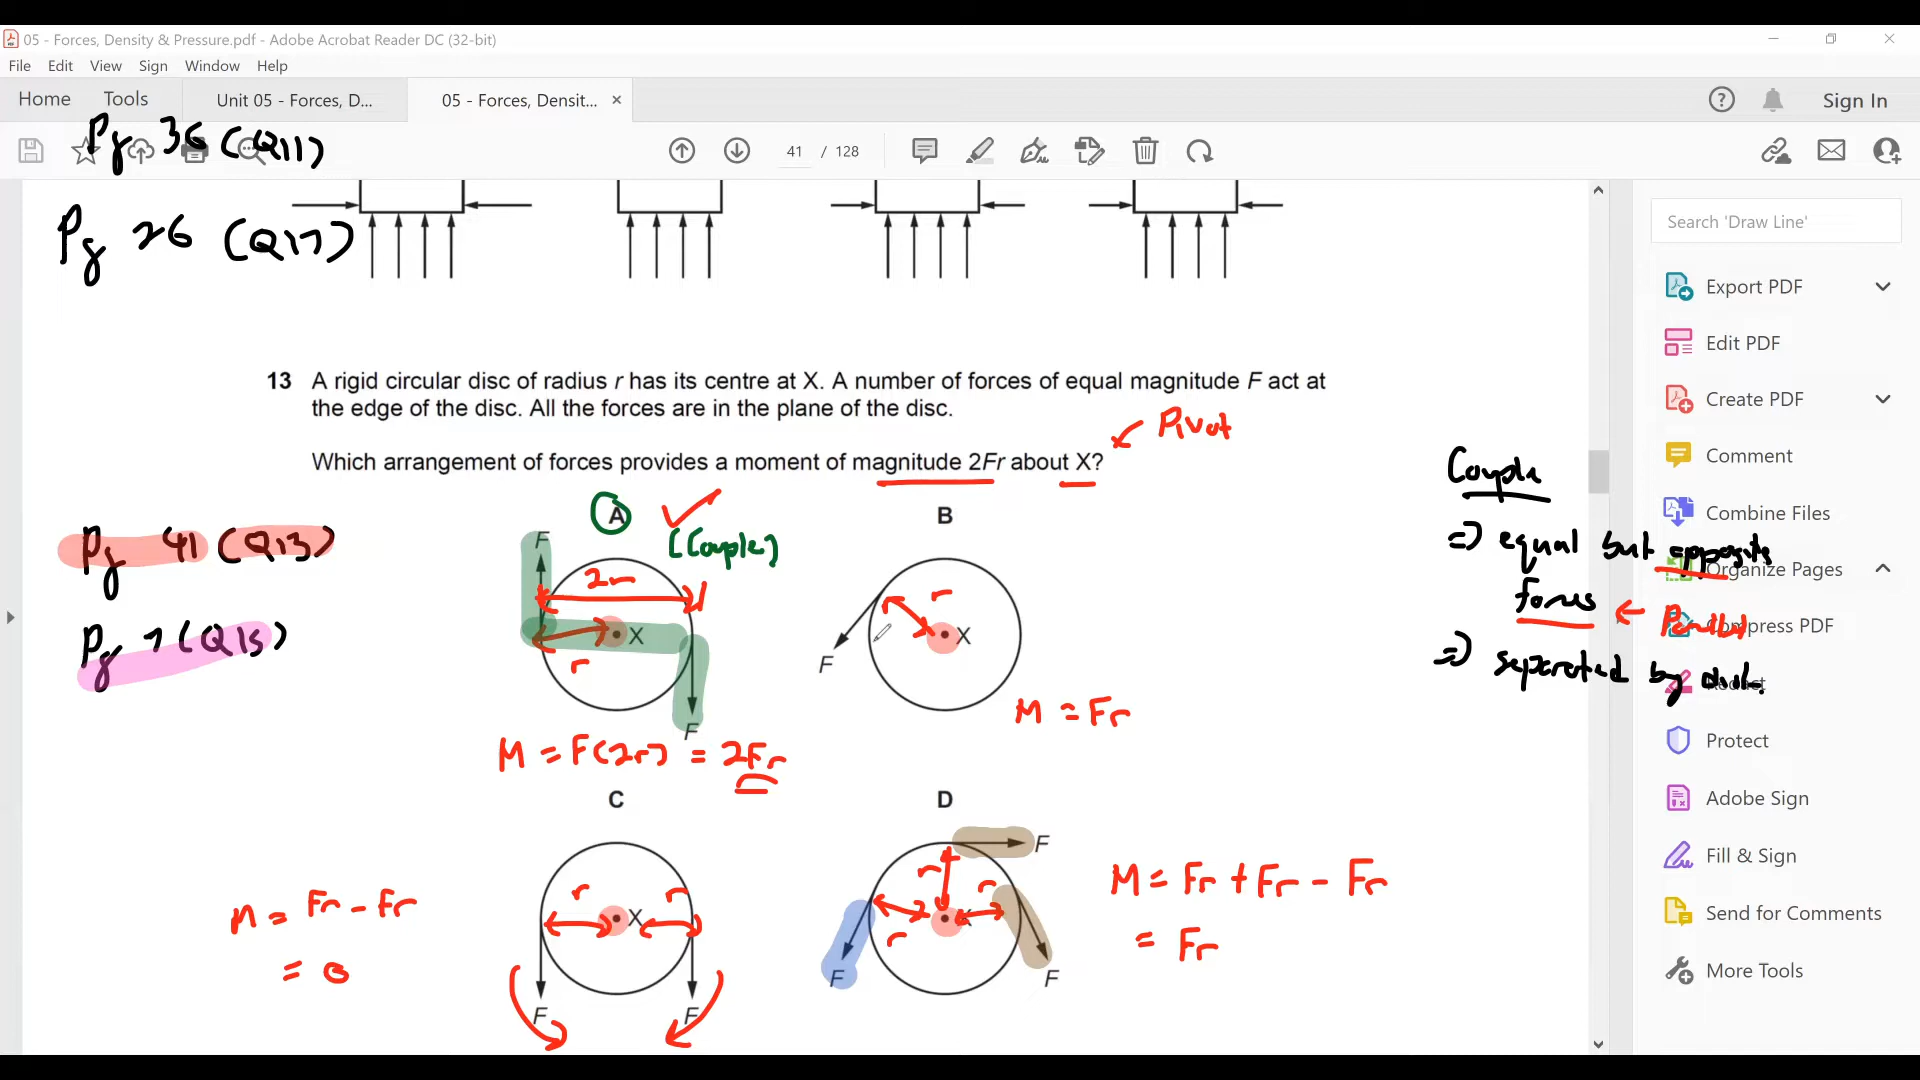 05 - Forces, Density & Pressure.pdf - Adobe Acrobat Reader DC (32-bit)
File Edit View Sign Window Help
Home Tools Unit 05 - Forces, D... 05 - Forces, Densit... × Sign In
Pg 36 (Q11)
41 / 128
Pg 26 (Q17)
Search 'Draw Line'
Export PDF
Edit PDF
Create PDF
Comment
Combine Files
Organize Pages
Compress PDF
Redact
Protect
Adobe Sign
Fill & Sign
Send for Comments
More Tools
13 A rigid circular disc of radius r has its centre at X. A number of forces of equal magnitude F act at
the edge of the disc. All the forces are in the plane of the disc.
Pivot
Which arrangement of forces provides a moment of magnitude 2Fr about X?
Couple
=> equal but opposite
forces ← Parallel
=> separated by dist.
Pg 41 (Q13)
Pg 7 (Q15)
A
(Couple)
F
2r
X
r
F
M = F(2r) = 2Fr
B
r
X
F
M = Fr
C
r r
X
F F
M = Fr - Fr
= 0
D
F
r r
X
r
F F
M = Fr + Fr - Fr
= Fr